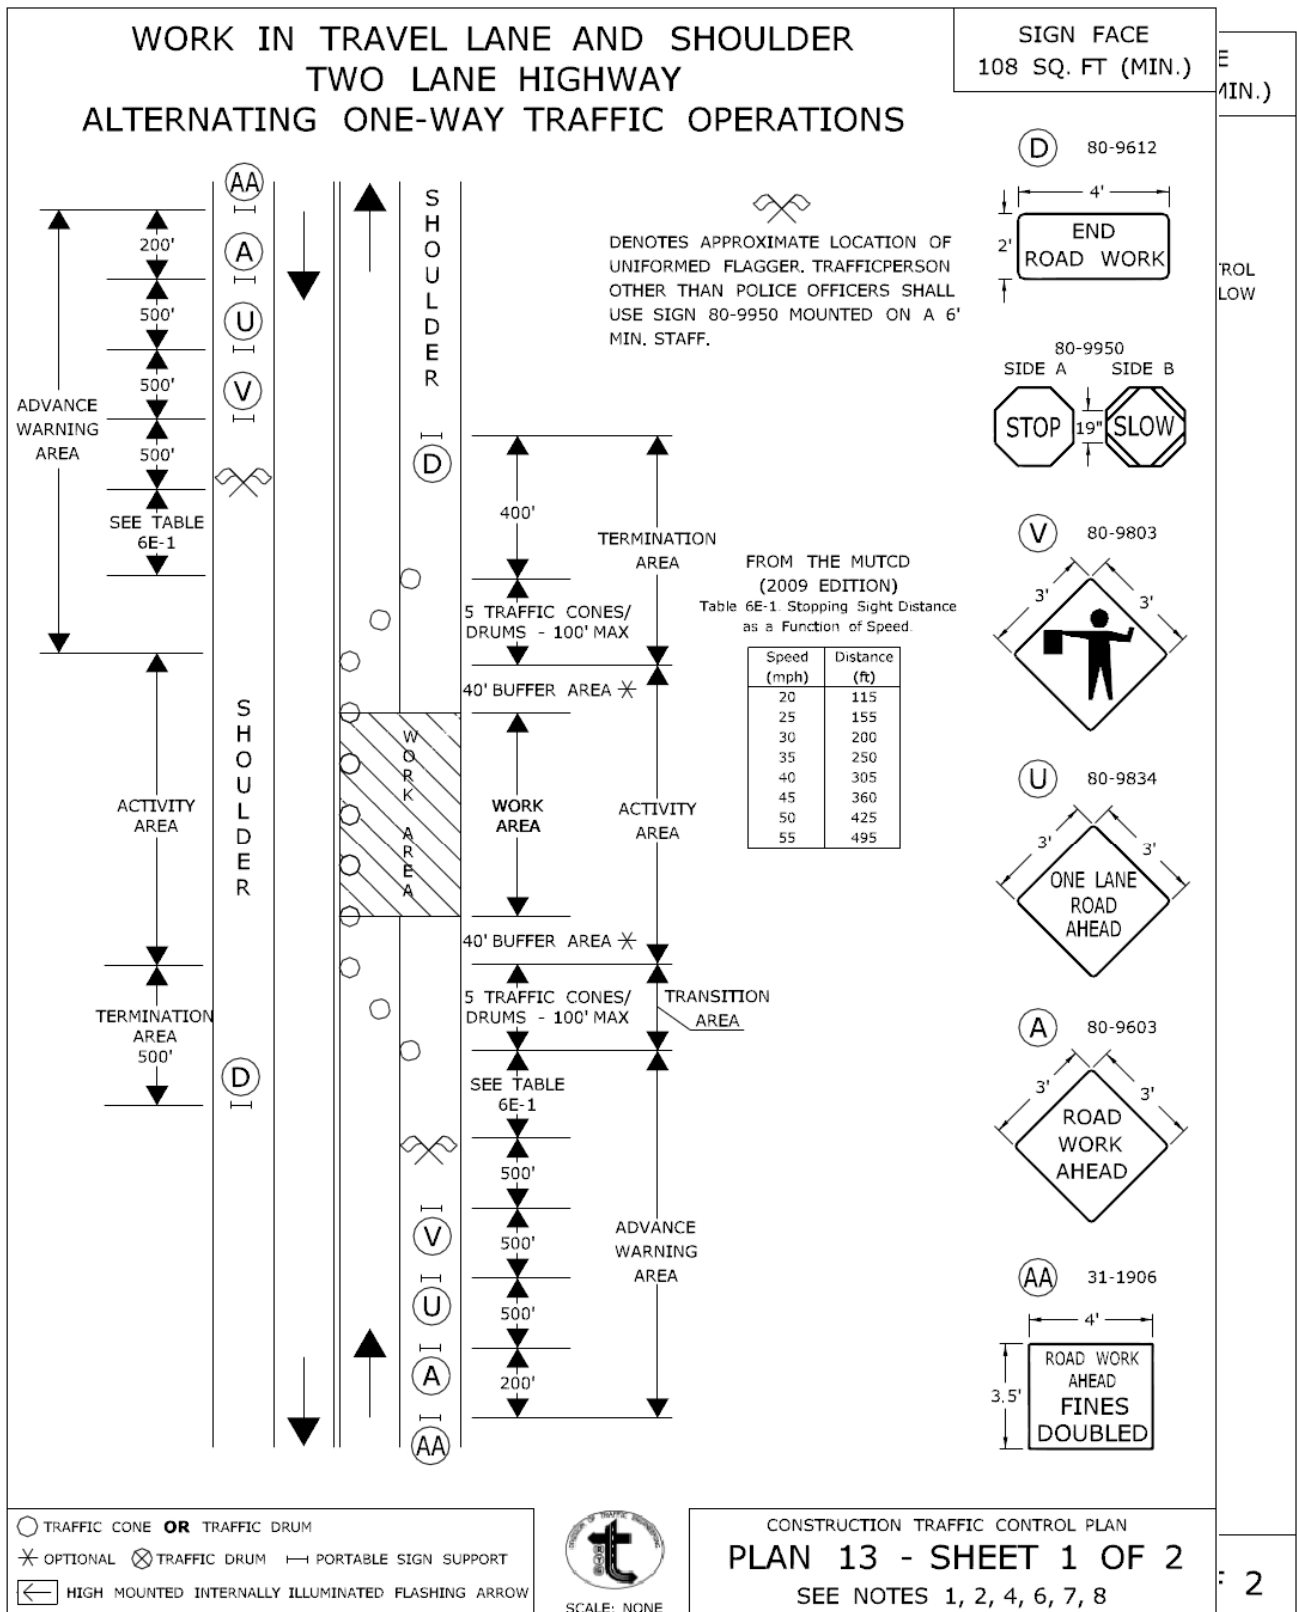 WORK IN TRAVEL LANE AND SHOULDER
TWO LANE HIGHWAY
ALTERNATING ONE-WAY TRAFFIC OPERATIONS
SIGN FACE
108 SQ. FT (MIN.)
E
MIN.)
AA
A
U
V
200'
500'
500'
500'
SEE TABLE
6E-1
ADVANCE
WARNING
AREA
SHOULDER
D
DENOTES APPROXIMATE LOCATION OF
UNIFORMED FLAGGER. TRAFFICPERSON
OTHER THAN POLICE OFFICERS SHALL
USE SIGN 80-9950 MOUNTED ON A 6'
MIN. STAFF.
TROL
LOW
400'
TERMINATION
AREA
5 TRAFFIC CONES/
DRUMS - 100' MAX
40' BUFFER AREA *
SHOULDER
WORK AREA
WORK
AREA
ACTIVITY
AREA
ACTIVITY
AREA
40' BUFFER AREA *
5 TRAFFIC CONES/
DRUMS - 100' MAX
TRANSITION
AREA
TERMINATION
AREA
500'
D
SEE TABLE
6E-1
500'
500'
500'
200'
V
U
A
AA
ADVANCE
WARNING
AREA
FROM THE MUTCD
(2009 EDITION)
Table 6E-1. Stopping Sight Distance
as a Function of Speed.
Speed (mph) Distance (ft)
20 115
25 155
30 200
35 250
40 305
45 360
50 425
55 495
D 80-9612
4'
2'
END
ROAD WORK
80-9950
SIDE A SIDE B
STOP 19" SLOW
V 80-9803
3' 3'
U 80-9834
3' 3'
ONE LANE
ROAD
AHEAD
A 80-9603
3' 3'
ROAD
WORK
AHEAD
AA 31-1906
4'
3.5'
ROAD WORK
AHEAD
FINES
DOUBLED
TRAFFIC CONE OR TRAFFIC DRUM
* OPTIONAL TRAFFIC DRUM PORTABLE SIGN SUPPORT
HIGH MOUNTED INTERNALLY ILLUMINATED FLASHING ARROW
SCALE: NONE
CONSTRUCTION TRAFFIC CONTROL PLAN
PLAN 13 - SHEET 1 OF 2
SEE NOTES 1, 2, 4, 6, 7, 8
F 2